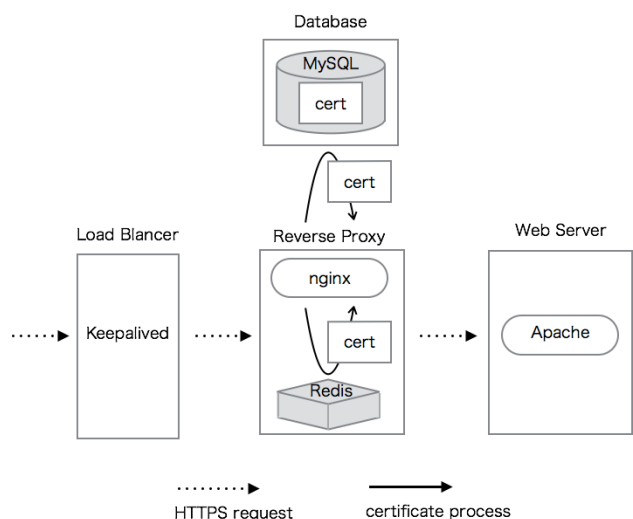 Database
MySQL
cert
cert
Load Blancer
Reverse Proxy
Web Server
nginx
Keepalived
Apache
cert
Redis
HTTPS request
certificate process